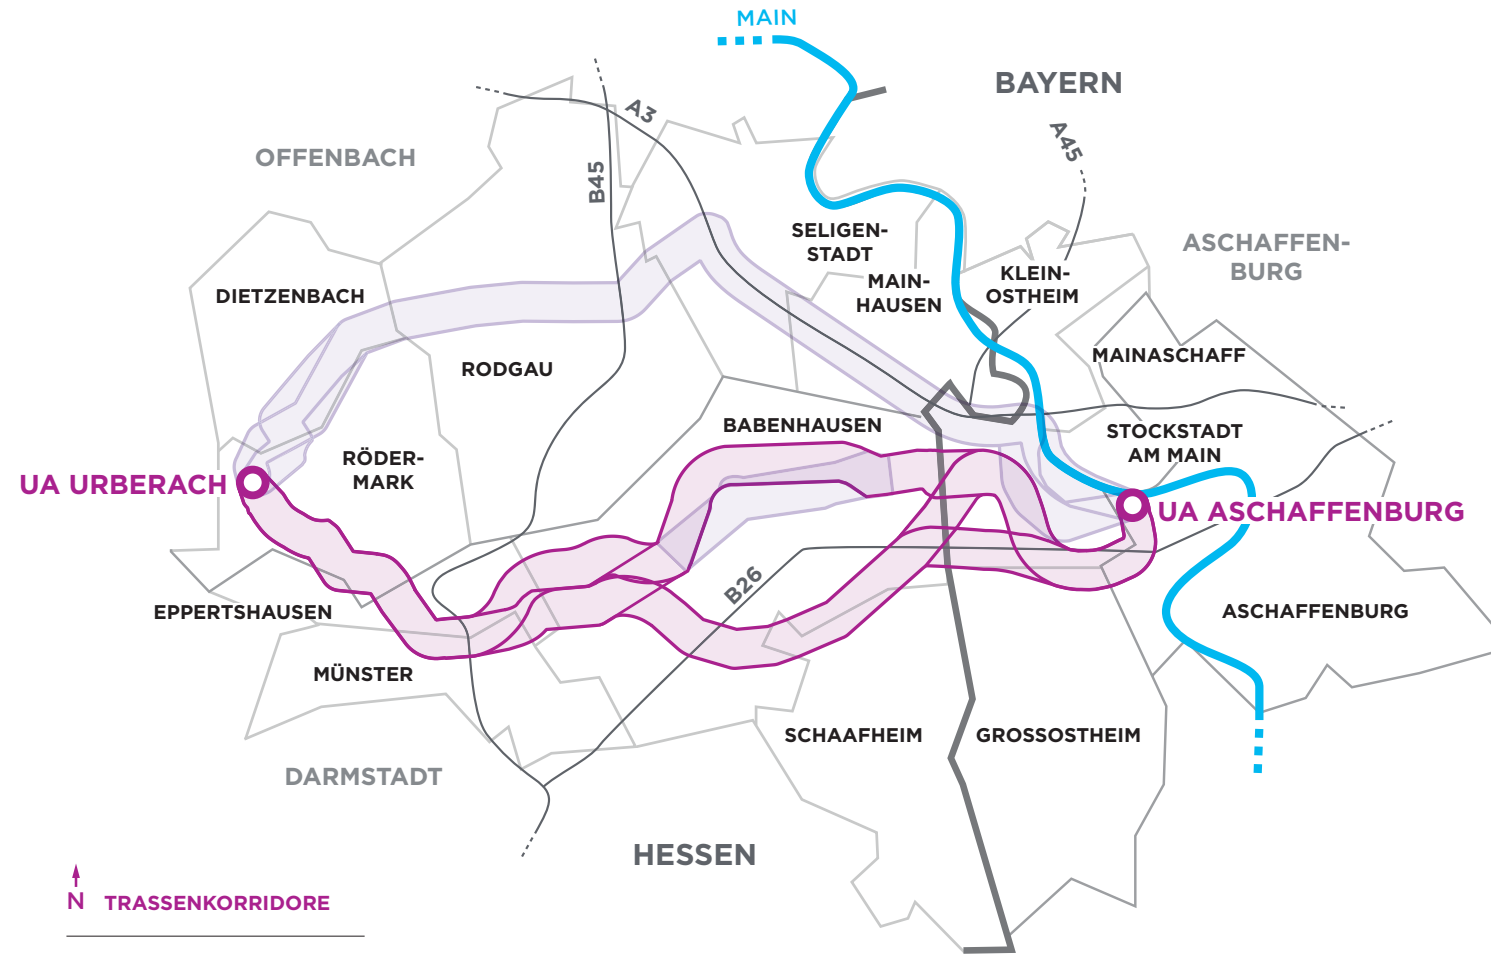 MAIN
BAYERN
A3
A45
OFFENBACH
B45
SELIGEN-
STADT
ASCHAFFEN-
BURG
MAIN-
HAUSEN
KLEIN-
OSTHEIM
DIETZENBACH
MAINASCHAFF
RODGAU
BABENHAUSEN
STOCKSTADT
AM MAIN
RÖDER-
MARK
UA URBERACH
UA ASCHAFFENBURG
B26
EPPERTSHAUSEN
ASCHAFFENBURG
MÜNSTER
SCHAAFHEIM
GROSSOSTHEIM
DARMSTADT
HESSEN
N TRASSENKORRIDORE